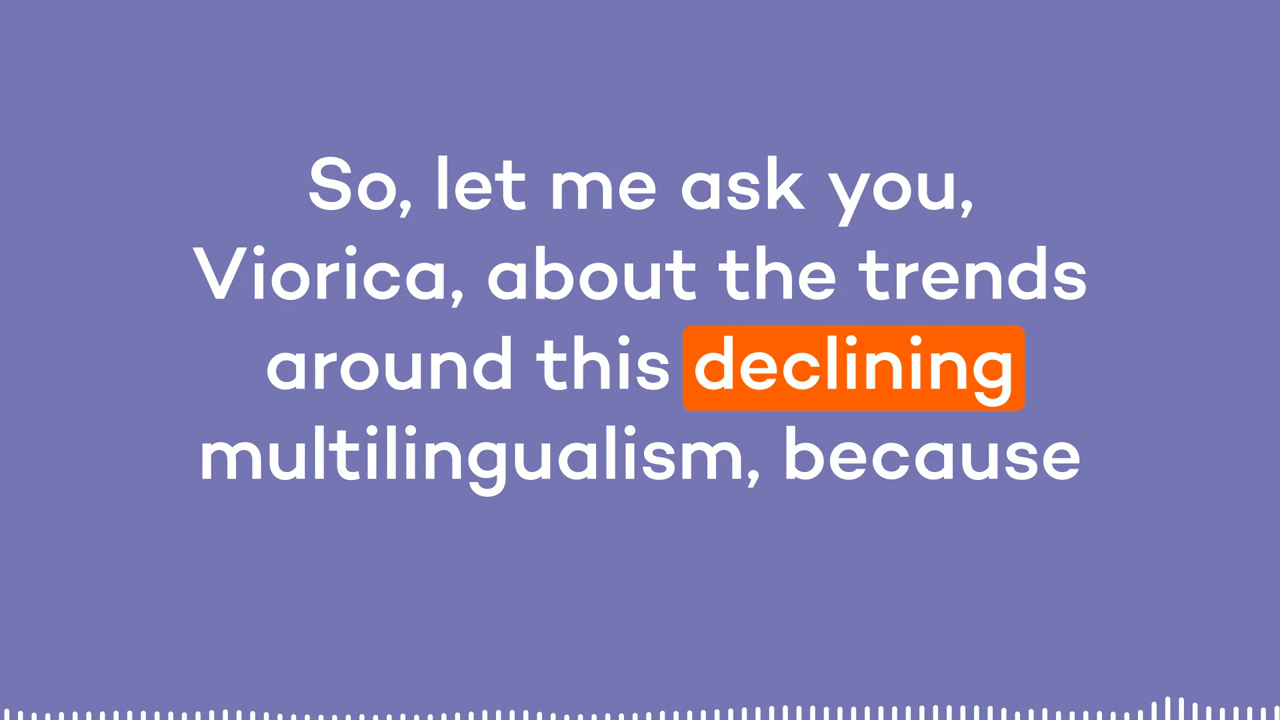 So, let me ask you,
Viorica, about the trends
around this declining
multilingualism, because